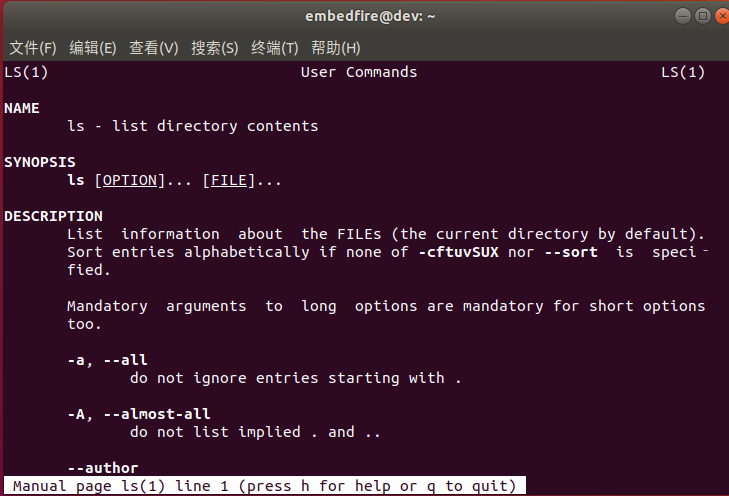 embedfire@dev: ~
文件(F) 编辑(E) 查看(V) 搜索(S) 终端(T) 帮助(H)
LS(1) User Commands LS(1)
NAME
ls - list directory contents
SYNOPSIS
ls [OPTION]... [FILE]...
DESCRIPTION
List information about the FILEs (the current directory by default).
Sort entries alphabetically if none of -cftuvSUX nor --sort is speci‐
fied.
Mandatory arguments to long options are mandatory for short options
too.
-a, --all
do not ignore entries starting with .
-A, --almost-all
do not list implied . and ..
--author
Manual page ls(1) line 1 (press h for help or q to quit)